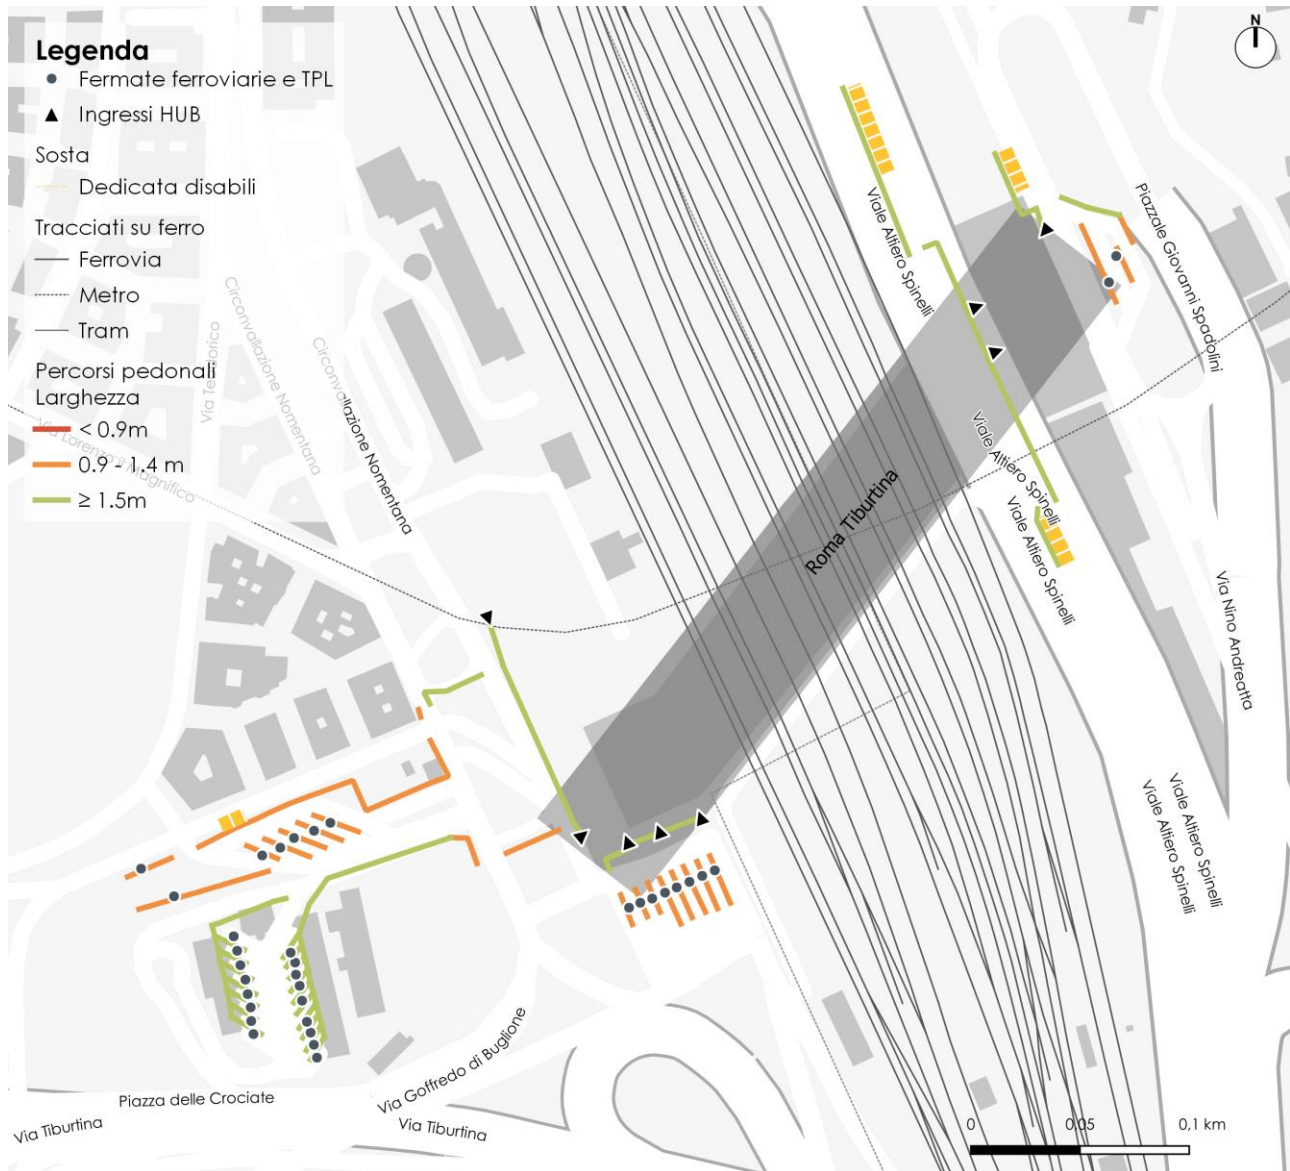 Legenda
Fermate ferroviarie e TPL
Ingressi HUB
Sosta
Dedicata disabili
Tracciati su ferro
Ferrovia
Metro
Tram
Percorsi pedonali
Larghezza
< 0.9m
0.9 - 1.4 m
≥ 1.5m
N
Via Teodorico
Circonvallazione Nomentana
Circonvallazione Nomentana
Via Lorenzo il Magnifico
Viale Altiero Spinelli
Piazzale Giovanni Spadolini
Viale Altiero Spinelli
Roma Tiburtina
Viale Altiero Spinelli
Via Nino Andreatta
Viale Altiero Spinelli
Viale Altiero Spinelli
Piazza delle Crociate
Via Goffredo di Buglione
Via Tiburtina
Via Tiburtina
0
0,05
0,1 km